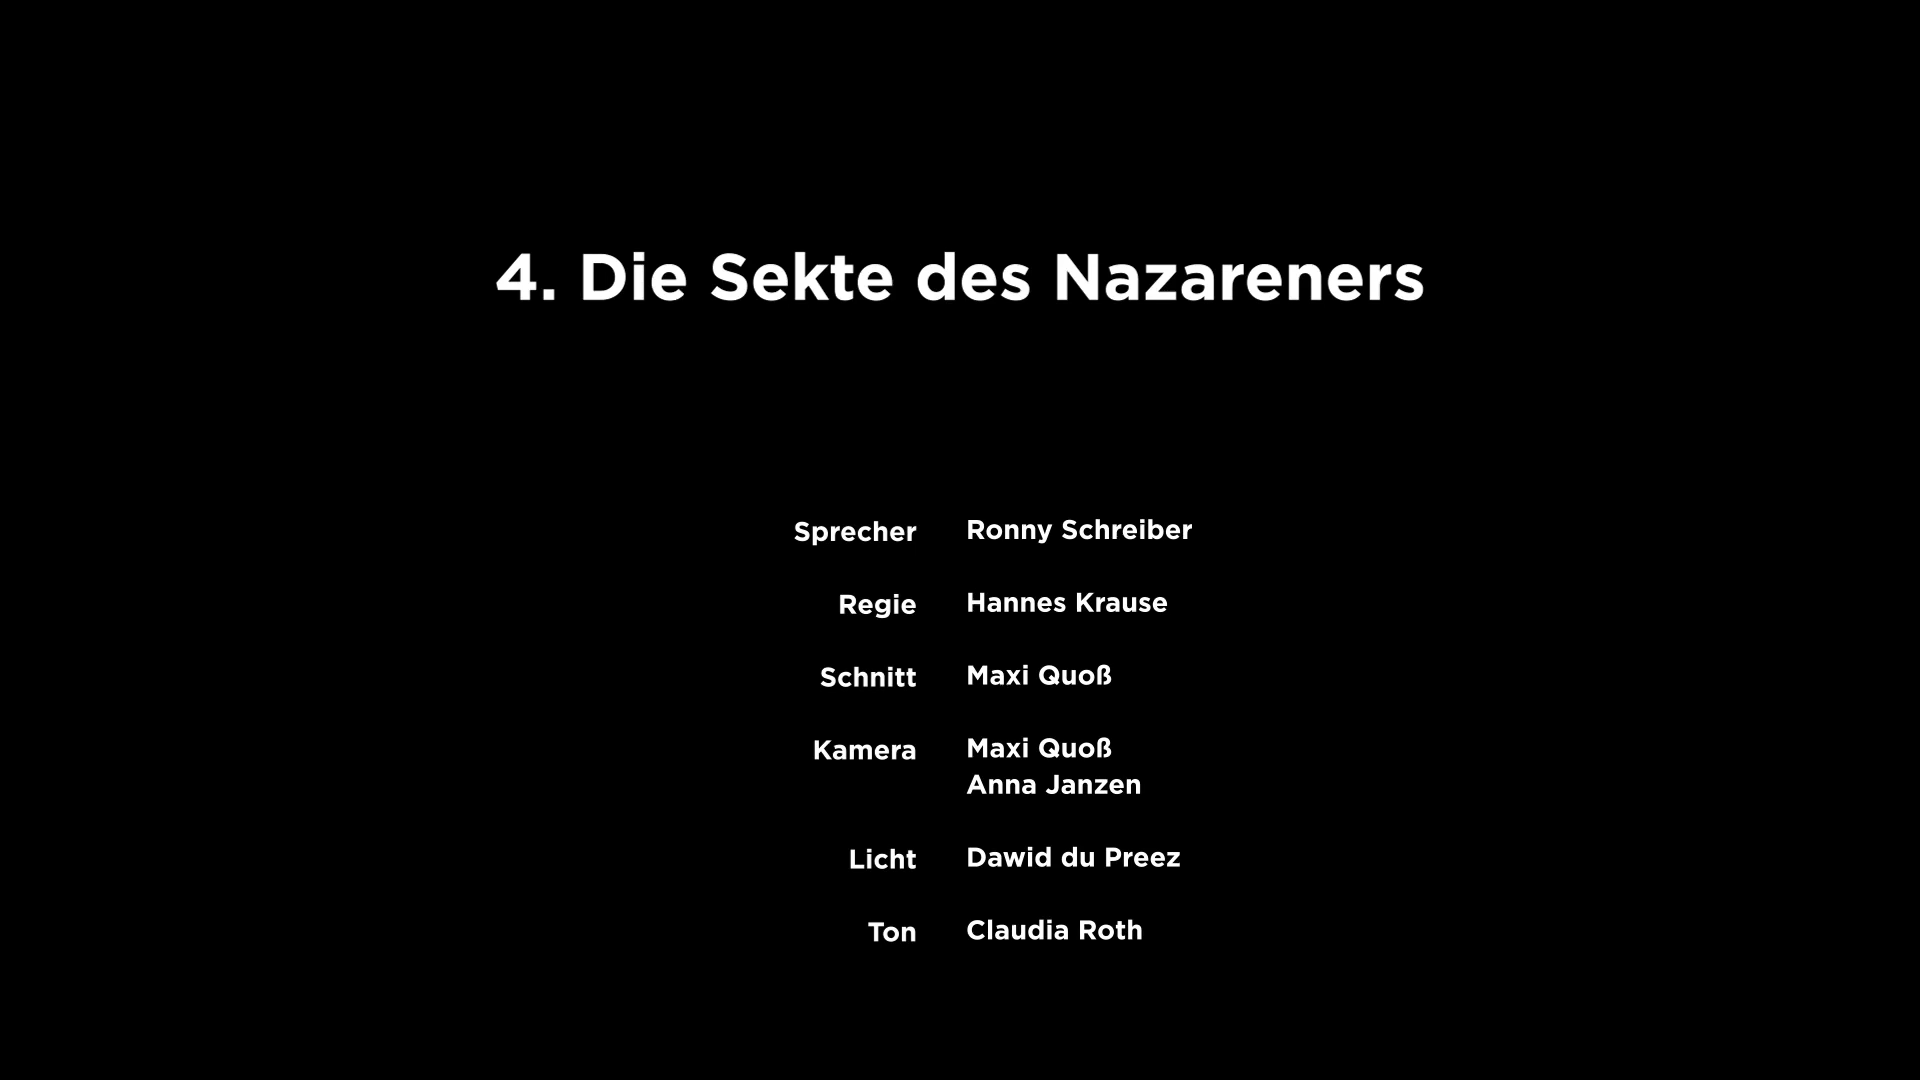 4. Die Sekte des Nazareners
Sprecher Ronny Schreiber
Regie Hannes Krause
Schnitt Maxi Quoß
Kamera Maxi Quoß
Anna Janzen
Licht Dawid du Preez
Ton Claudia Roth